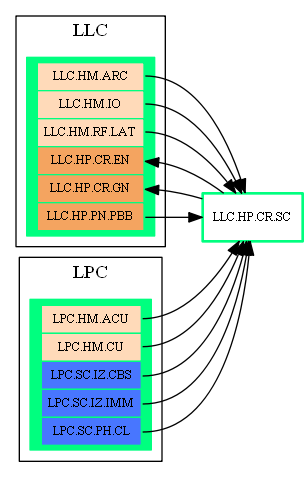 LLC
LLC.HM.ARC
LLC.HM.IO
LLC.HM.RF.LAT
LLC.HP.CR.EN
LLC.HP.CR.GN
LLC.HP.PN.PBB
LLC.HP.CR.SC
LPC
LPC.HM.ACU
LPC.HM.CU
LPC.SC.IZ.CBS
LPC.SC.IZ.IMM
LPC.SC.PH.CL